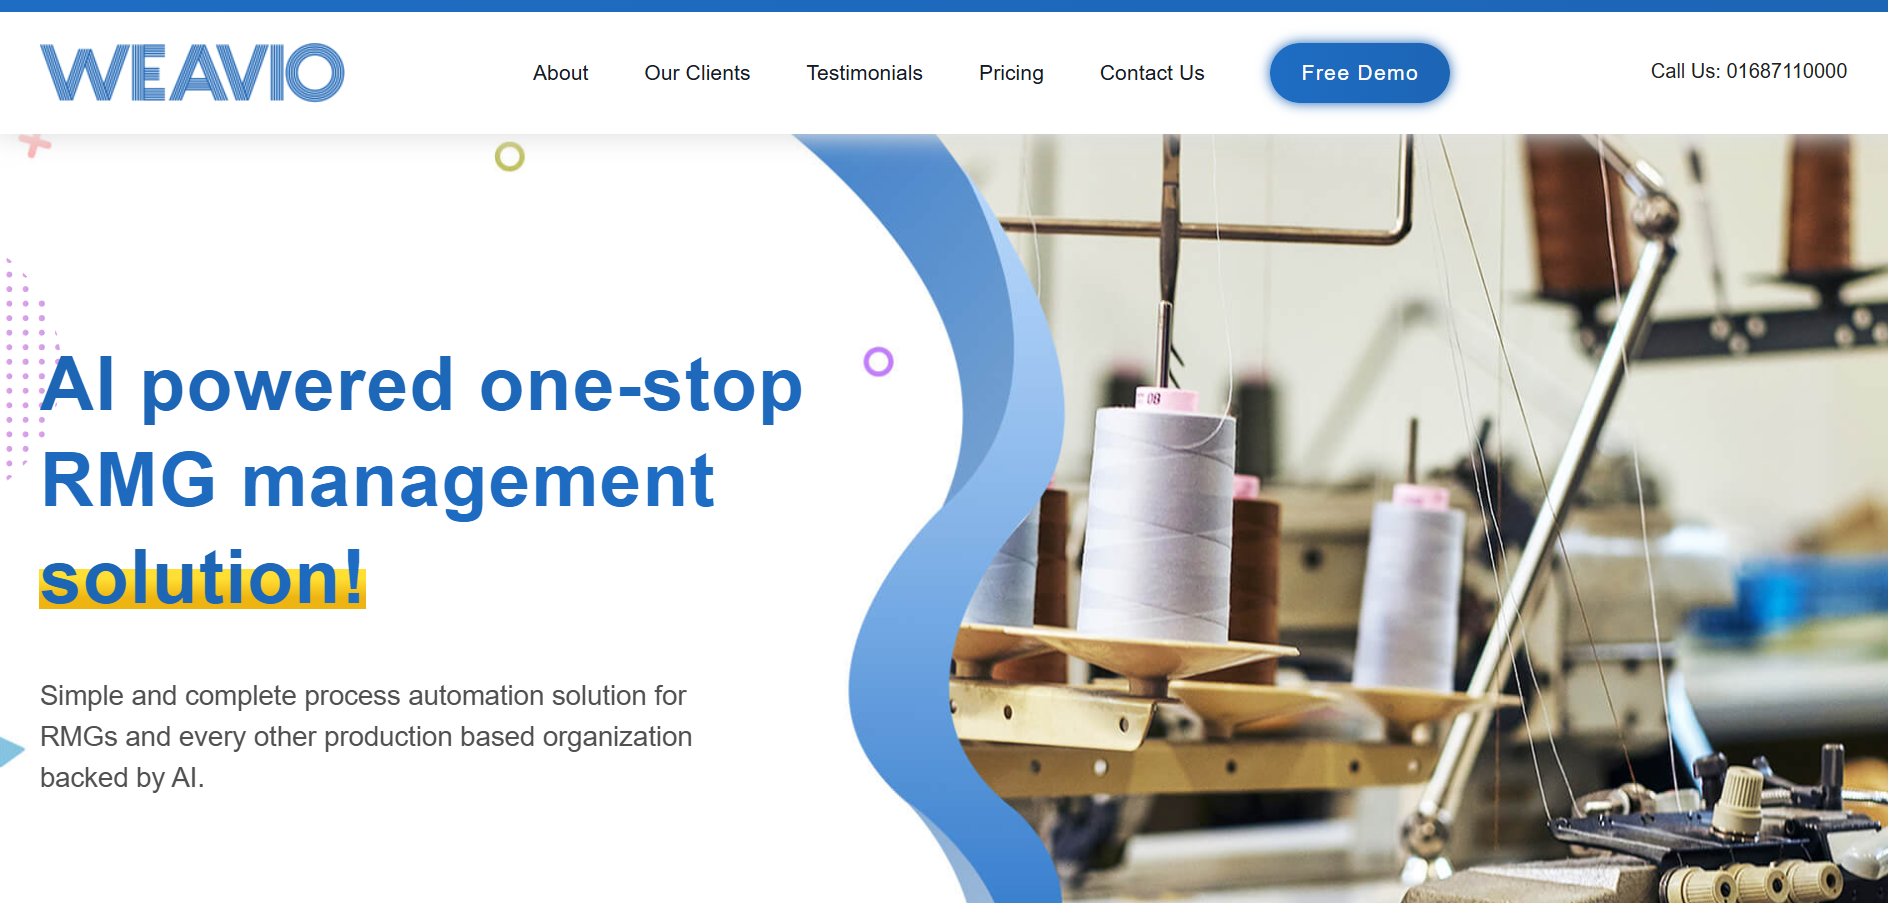 WEAVIO
About
Our Clients
Testimonials
Pricing
Contact Us
Free Demo
Call Us: 01687110000
AI powered one-stop
RMG management
solution!
Simple and complete process automation solution for
RMGs and every other production based organization
backed by AI.
08